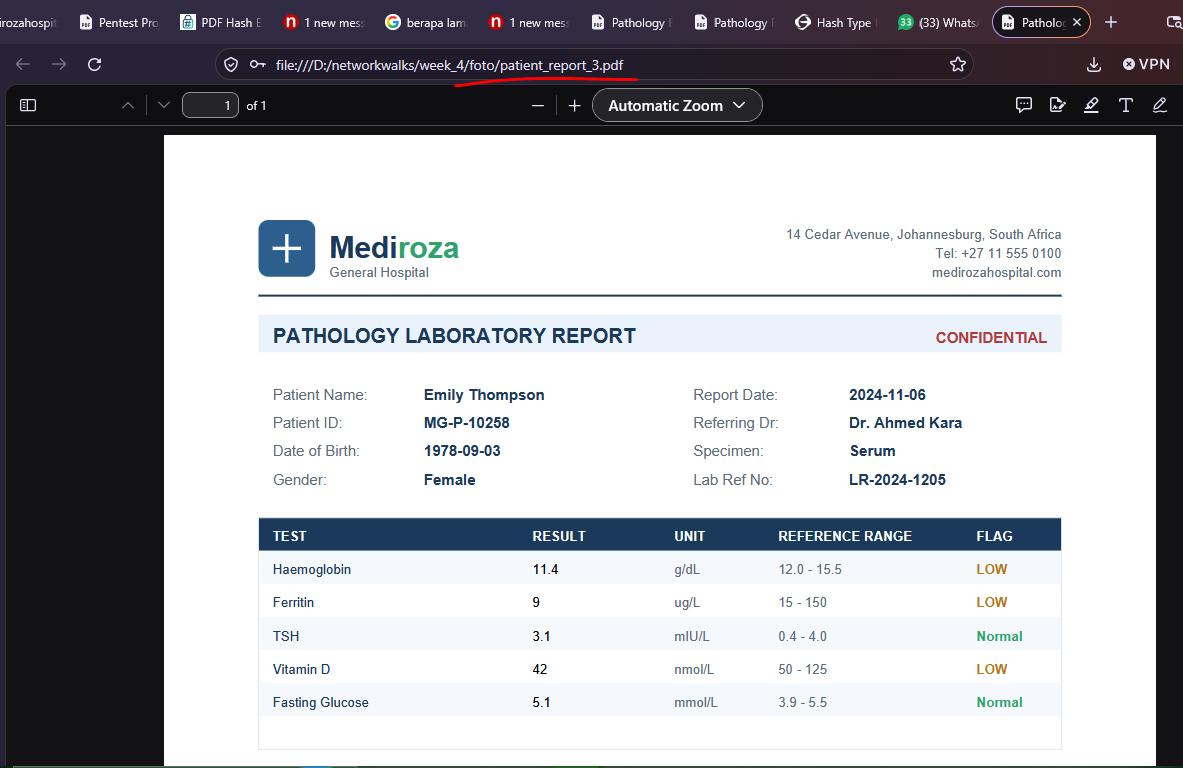 irozahospit
Pentest Pro
PDF Hash E
1 new mes
berapa lam
1 new mes
Pathology
Pathology
Hash Type
33 (33) Whats
Patholo
file:///D:/networkwalks/week_4/foto/patient_report_3.pdf
VPN
1 of 1
Automatic Zoom
Mediroza
General Hospital
14 Cedar Avenue, Johannesburg, South Africa
Tel: +27 11 555 0100
medirozahospital.com
PATHOLOGY LABORATORY REPORT CONFIDENTIAL
Patient Name: Emily Thompson Report Date: 2024-11-06
Patient ID: MG-P-10258 Referring Dr: Dr. Ahmed Kara
Date of Birth: 1978-09-03 Specimen: Serum
Gender: Female Lab Ref No: LR-2024-1205
TEST RESULT UNIT REFERENCE RANGE FLAG
Haemoglobin 11.4 g/dL 12.0 - 15.5 LOW
Ferritin 9 ug/L 15 - 150 LOW
TSH 3.1 mIU/L 0.4 - 4.0 Normal
Vitamin D 42 nmol/L 50 - 125 LOW
Fasting Glucose 5.1 mmol/L 3.9 - 5.5 Normal